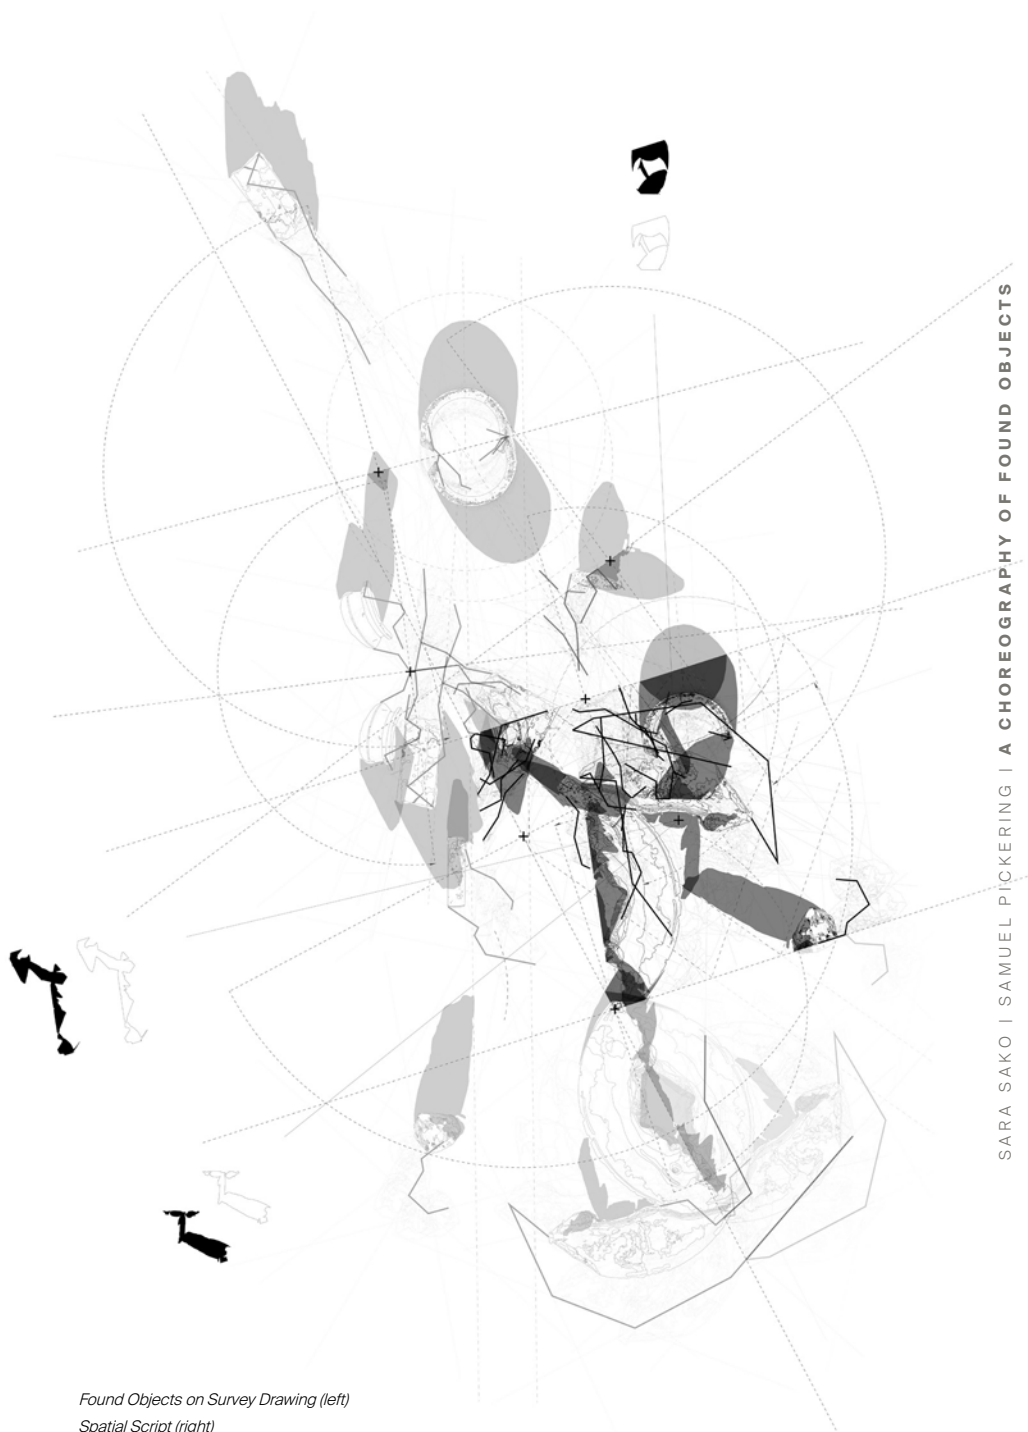 SARA SAKO | SAMUEL PICKERING | A CHOREOGRAPHY OF FOUND OBJECTS
Found Objects on Survey Drawing (left)
Spatial Script (right)